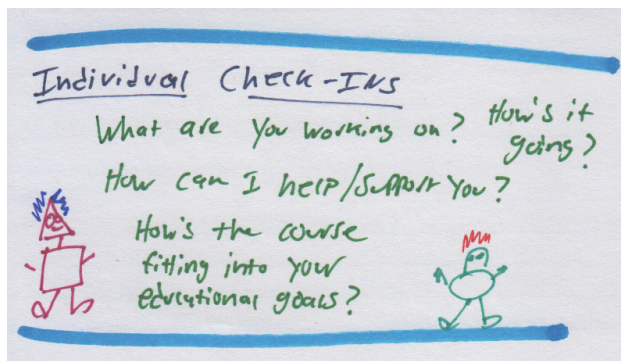 Individual Check-Ins
What are you working on? How's it going?
How can I help/support you?
How's the course
fitting into your
educational goals?